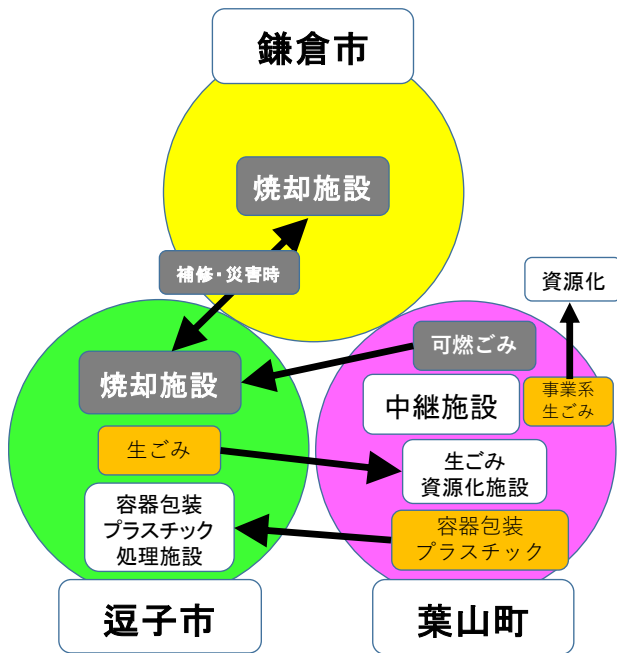 鎌倉市
焼却施設
補修・災害時
資源化
可燃ごみ
焼却施設
中継施設
事業系
生ごみ
生ごみ
生ごみ
資源化施設
容器包装
プラスチック
処理施設
容器包装
プラスチック
逗子市
葉山町